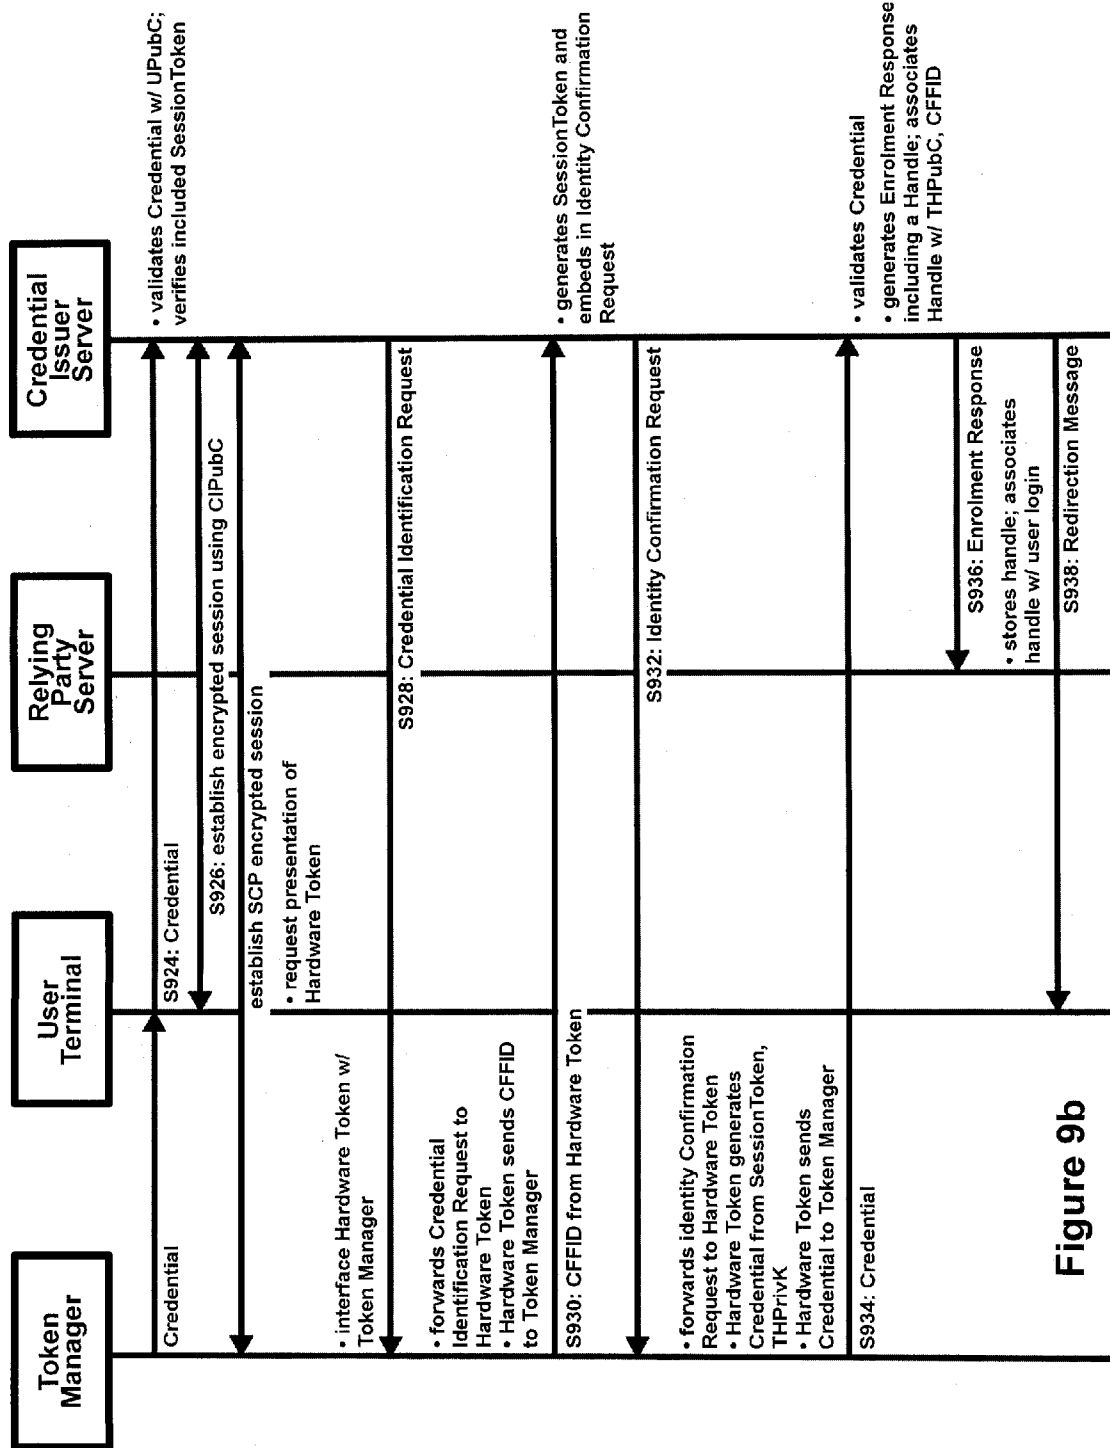 Token
Manager
User
Terminal
Relying
Party
Server
Credential
Issuer
Server
Credential
S924: Credential
• validates Credential w/ UPubC;
verifies included SessionToken
S926: establish encrypted session using CIPubC
establish SCP encrypted session
• request presentation of
Hardware Token
• interface Hardware Token w/
Token Manager
S928: Credential Identification Request
• forwards Credential
Identification Request to
Hardware Token
• Hardware Token sends CFFID
to Token Manager
S930: CFFID from Hardware Token
• generates SessionToken and
embeds in Identity Confirmation
Request
S932: Identity Confirmation Request
• forwards identity Confirmation
Request to Hardware Token
• Hardware Token generates
Credential from SessionToken,
THPrivK
• Hardware Token sends
Credential to Token Manager
S934: Credential
• validates Credential
• generates Enrolment Response
including a Handle; associates
Handle w/ THPubC, CFFID
S936: Enrolment Response
• stores handle; associates
handle w/ user login
S938: Redirection Message
Figure 9b